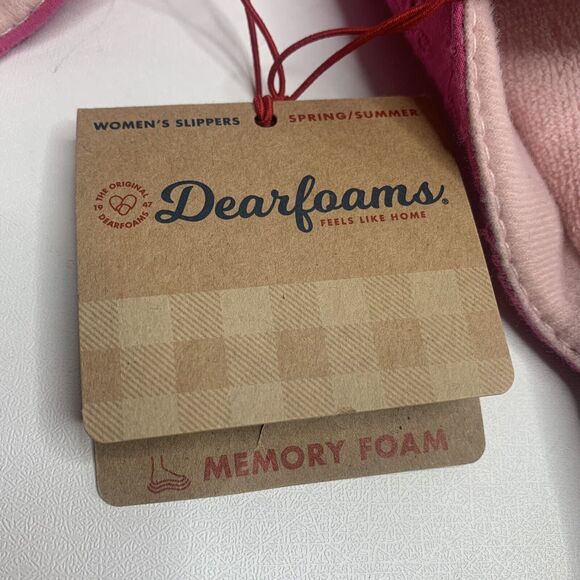 WOMEN'S SLIPPERS SPRING/SUMMER
THE ORIGINAL
19 47
DEARFOAMS
Dearfoams®
FEELS LIKE HOME
MEMORY FOAM